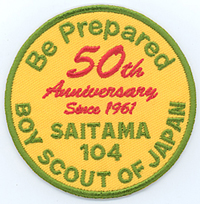 Be Prepared
50th
Anniversary
Since 1961
SAITAMA
104
BOY SCOUT OF JAPAN